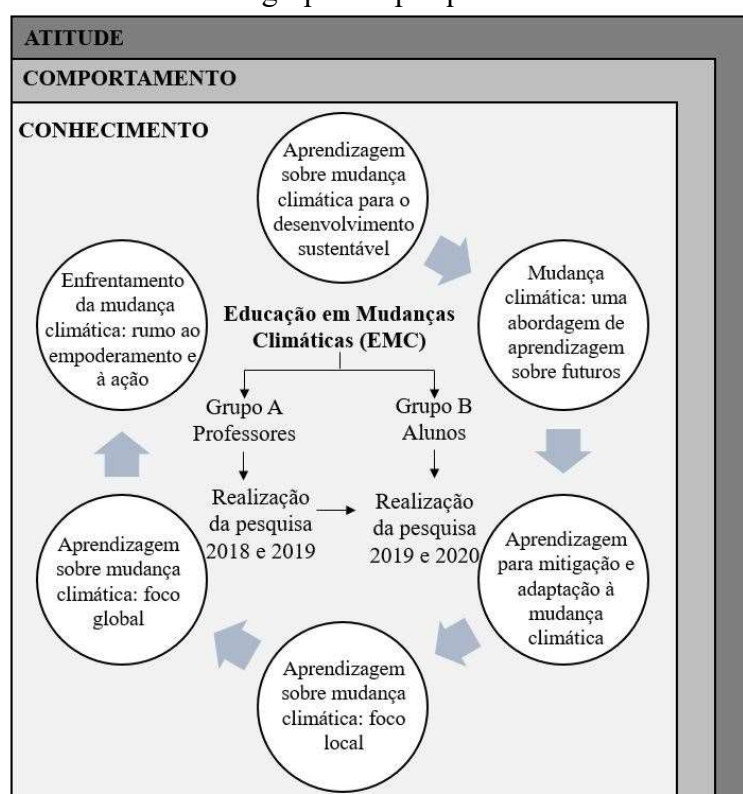 ATITUDE
COMPORTAMENTO
CONHECIMENTO
Aprendizagem
sobre mudança
climática para o
desenvolvimento
sustentável
Mudança
climática: uma
abordagem de
aprendizagem
sobre futuros
Aprendizagem
para mitigação e
adaptação à
mudança
climática
Aprendizagem
sobre mudança
climática: foco
local
Aprendizagem
sobre mudança
climática: foco
global
Enfrentamento
da mudança
climática: rumo ao
empoderamento e
à ação
Educação em Mudanças
Climáticas (EMC)
Grupo A
Professores
Realização
da pesquisa
2018 e 2019
Grupo B
Alunos
Realização
da pesquisa
2019 e 2020